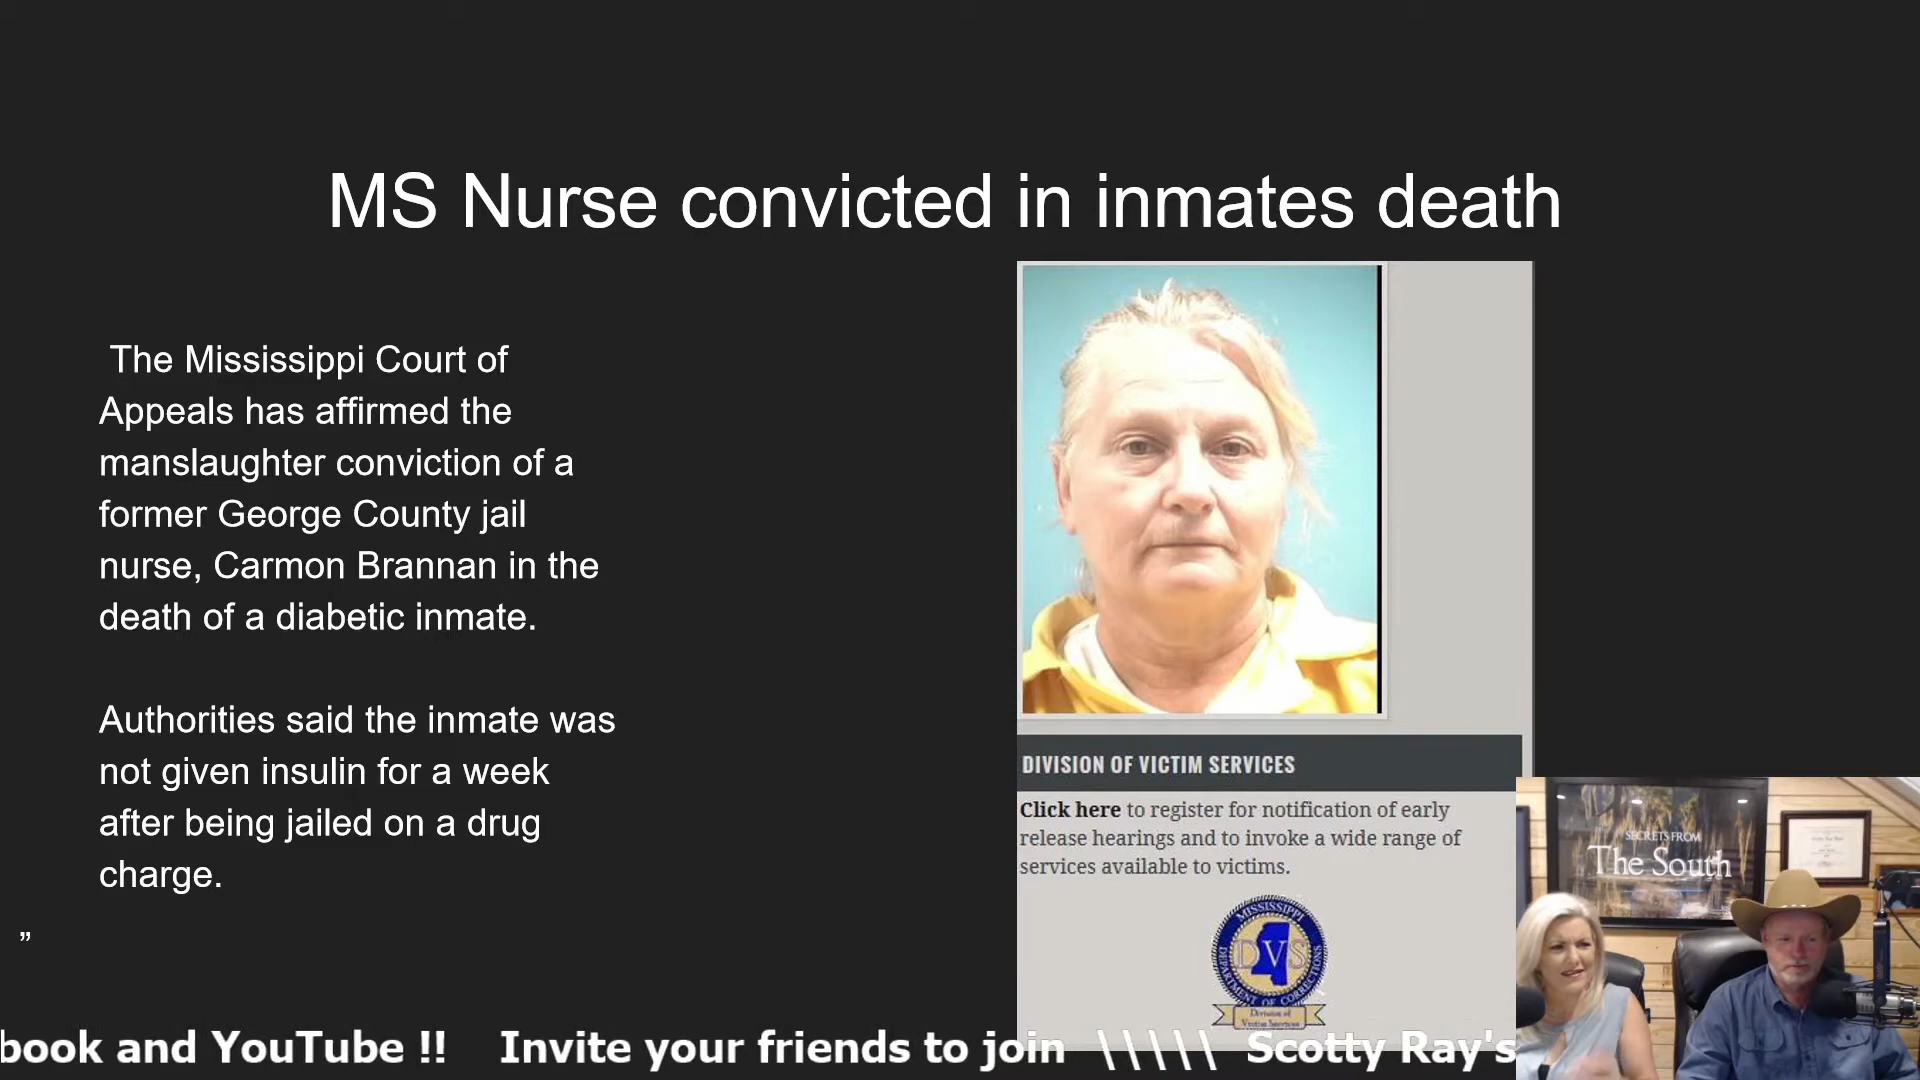 MS Nurse convicted in inmates death
The Mississippi Court of
Appeals has affirmed the
manslaughter conviction of a
former George County jail
nurse, Carmon Brannan in the
death of a diabetic inmate.
Authorities said the inmate was
not given insulin for a week
after being jailed on a drug
charge.
”
DIVISION OF VICTIM SERVICES
Click here to register for notification of early
release hearings and to invoke a wide range of
services available to victims.
MISSISSIPPI
DVS
DEPARTMENT OF CORRECTIONS
Division of
Victim Services
SECRETS FROM
The South
book and YouTube !! Invite your friends to join \\\\\ Scotty Ray's